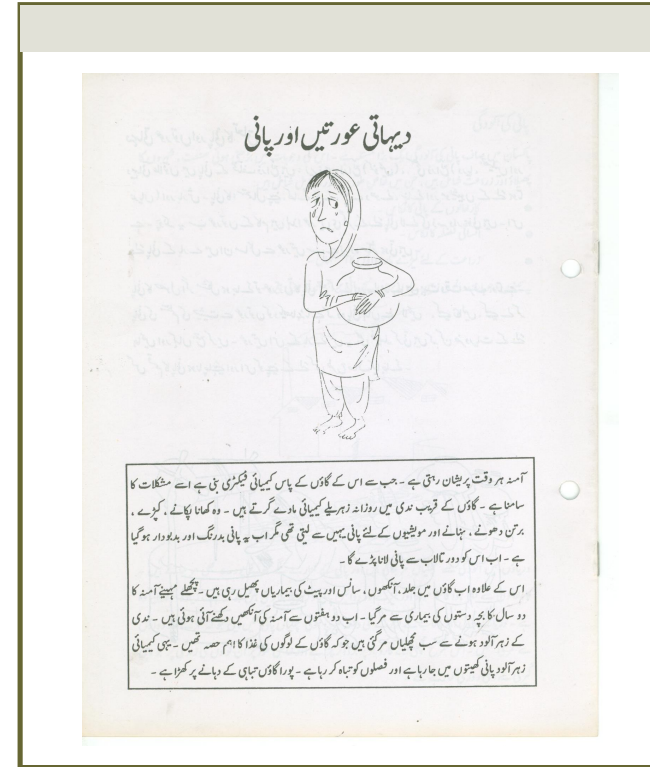 دیہاتی عورتیں اور پانی
آمنہ ہر وقت پریشان رہتی ہے ۔ جب سے اس کے گاؤں کے پاس کیمیائی فیکٹری بنی ہے اسے مشکلات کا
سامنا ہے ۔ گاؤں کے قریب ندی میں روزانہ زہریلے کیمیائی مادے گرتے ہیں ۔ وہ کھانا پکانے ، کپڑے ،
برتن دھونے ، نہانے اور مویشیوں کے لئے پانی یہیں سے لیتی تھی مگر اب یہ پانی بدرنگ اور بدبودار ہوگیا
ہے ۔ اب اس کو دور تالاب سے پانی لانا پڑے گا ۔
اس کے علاوہ اب گاؤں میں جلد ، آنکھوں ، سانس اور پیٹ کی بیماریاں پھیل رہی ہیں ۔ پچھلے مہینے آمنہ کا
دو سال کا بچہ دستوں کی بیماری سے مرگیا ۔ اب دو ہفتوں سے آمنہ کی آنکھیں دکھنے آئی ہوئی ہیں ۔ ندی
کے زہر آلود ہونے سے سب مچھلیاں مرگئی ہیں جو کہ گاؤں کے لوگوں کی غذا کا اہم حصہ تھیں ۔ یہی کیمیائی
زہر آلود پانی کھیتوں میں جارہا ہے اور فصلوں کو تباہ کر رہا ہے ۔ پورا گاؤں تباہی کے دہانے پر کھڑا ہے ۔